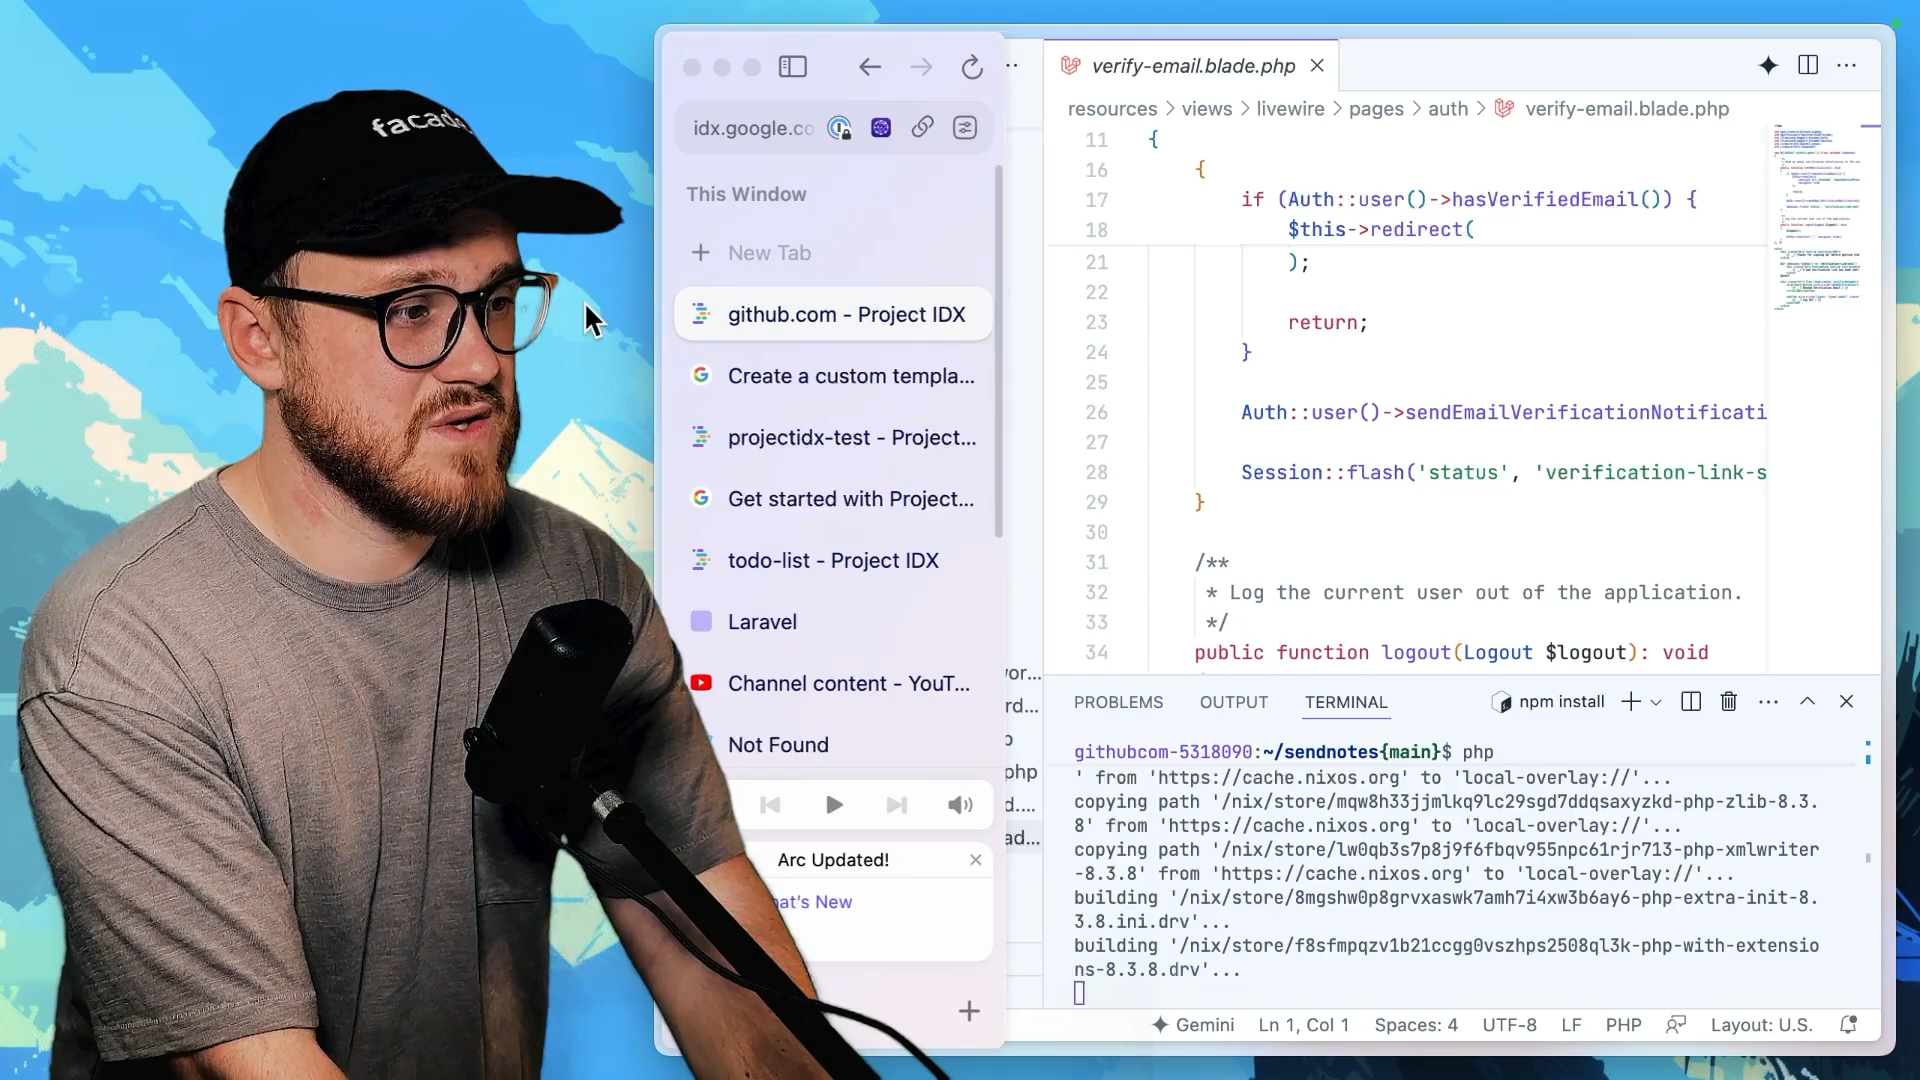 facade
idx.google.co
This Window
New Tab
github.com - Project IDX
Create a custom templa...
projectidx-test - Project...
Get started with Project...
todo-list - Project IDX
Laravel
Channel content - YouT...
Not Found
Arc Updated!
hat's New
verify-email.blade.php
resources > views > livewire > pages > auth > verify-email.blade.php
11 {
16 {
17 if (Auth::user()->hasVerifiedEmail()) {
18 $this->redirect(
21 );
22
23 return;
24 }
25
26 Auth::user()->sendEmailVerificationNotificati
27
28 Session::flash('status', 'verification-link-s
29 }
30
31 /**
32 * Log the current user out of the application.
33 */
34 public function logout(Logout $logout): void
PROBLEMS OUTPUT TERMINAL npm install
githubcom-5318090:~/sendnotes{main}$ php
' from 'https://cache.nixos.org' to 'local-overlay://'...
copying path '/nix/store/mqw8h33jjmlkq9lc29sgd7ddqsaxyzkd-php-zlib-8.3.
8' from 'https://cache.nixos.org' to 'local-overlay://'...
copying path '/nix/store/lw0qb3s7p8j9f6fbqv955npc61rjr713-php-xmlwriter
-8.3.8' from 'https://cache.nixos.org' to 'local-overlay://'...
building '/nix/store/8mgshw0p8grvxaswk7amh7i4xw3b6ay6-php-extra-init-8.
3.8.ini.drv'...
building '/nix/store/f8sfmpqzv1b21ccgg0vszhps2508ql3k-php-with-extensio
ns-8.3.8.drv'...
or...
rd...
php
d....
ad...
Gemini Ln 1, Col 1 Spaces: 4 UTF-8 LF PHP Layout: U.S.